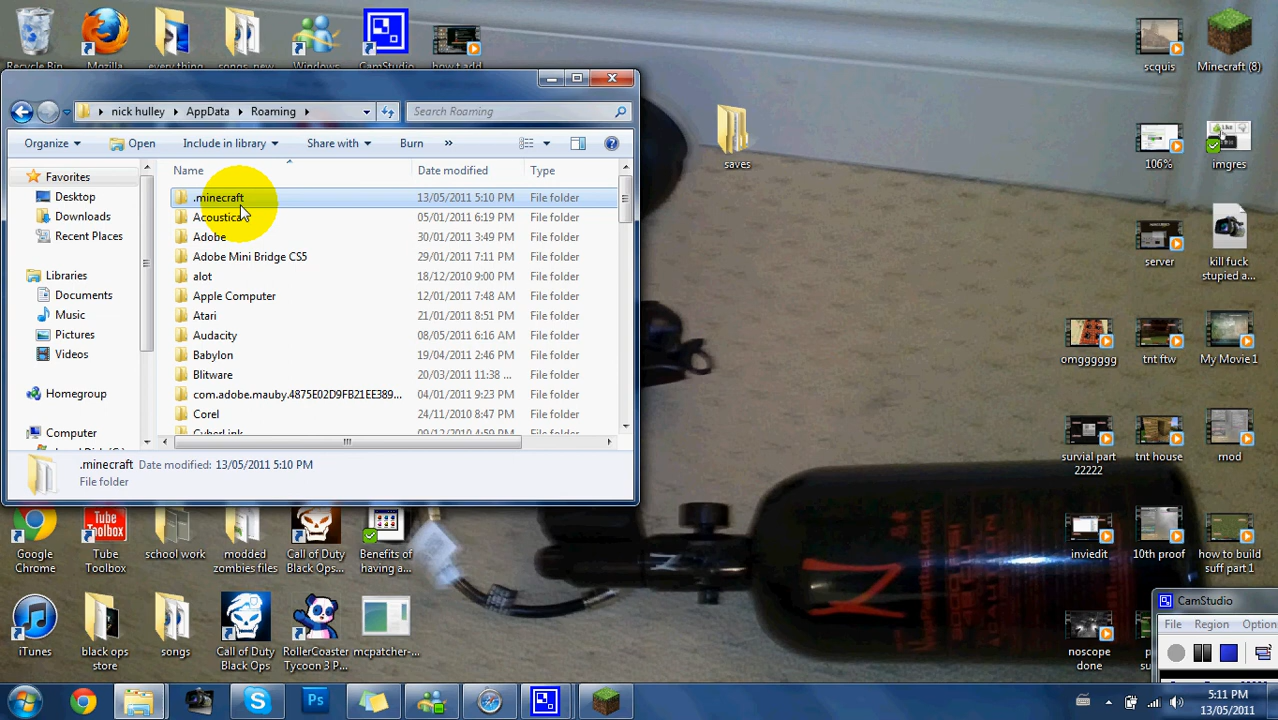 Recycle Bin
Mozilla
every thing
songs new
Windows
CamStudio
how t add
scquis
Minecraft (8)
nick hulley
AppData
Roaming
Search Roaming
Organize
Open
Include in library
Share with
Burn
»
saves
106%
imgres
Favorites
Desktop
Downloads
Recent Places
Libraries
Documents
Music
Pictures
Videos
Homegroup
Computer
Name
Date modified
Type
.minecraft 13/05/2011 5:10 PM File folder
Acoustica 05/01/2011 6:19 PM File folder
Adobe 30/01/2011 3:49 PM File folder
Adobe Mini Bridge CS5 29/01/2011 7:11 PM File folder
alot 18/12/2010 9:00 PM File folder
Apple Computer 12/01/2011 7:48 AM File folder
Atari 21/01/2011 8:51 PM File folder
Audacity 08/05/2011 6:16 AM File folder
Babylon 19/04/2011 2:46 PM File folder
Blitware 20/03/2011 11:38 ... File folder
com.adobe.mauby.4875E02D9FB21EE389... 04/01/2011 9:23 PM File folder
Corel 24/11/2010 8:47 PM File folder
CyberLink 09/12/2010 4:59 PM File folder
.minecraft Date modified: 13/05/2011 5:10 PM
File folder
server
kill fuck
stupied a...
omgggggg
tnt ftw
My Movie 1
survial part
22222
tnt house
mod
inviedit
10th proof
how to build
suff part 1
noscope
done
Google
Chrome
Tube
Toolbox
school work
modded
zombies files
Call of Duty
Black Ops...
Benefits of
having a...
iTunes
black ops
store
songs
Call of Duty
Black Ops
RollerCoaster
Tycoon 3 P...
mcpatcher-...
CamStudio
File Region Option
5:11 PM
13/05/2011